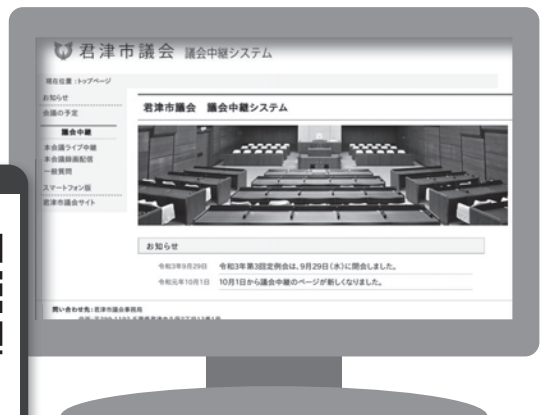 君津市議会 議会中継システム
現在位置：トップページ
お知らせ
会議の予定
議会中継
本会議ライブ中継
本会議録画配信
一般質問
スマートフォン版
君津市議会サイト
君津市議会 議会中継システム
お知らせ
令和3年9月29日 令和3年第3回定例会は、9月29日(水)に閉会しました。
令和元年10月1日 10月1日から議会中継のページが新しくなりました。
問い合わせ先：君津市議会事務局